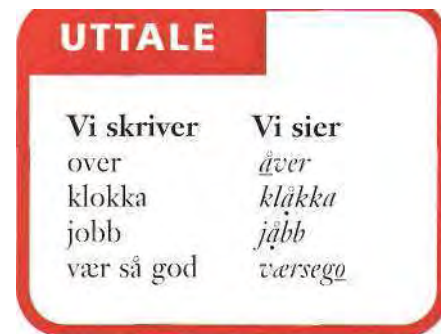 UTTALE
Vi skriver Vi sier
over åver
klokka klåkka
jobb jåbb
vær så god værsego